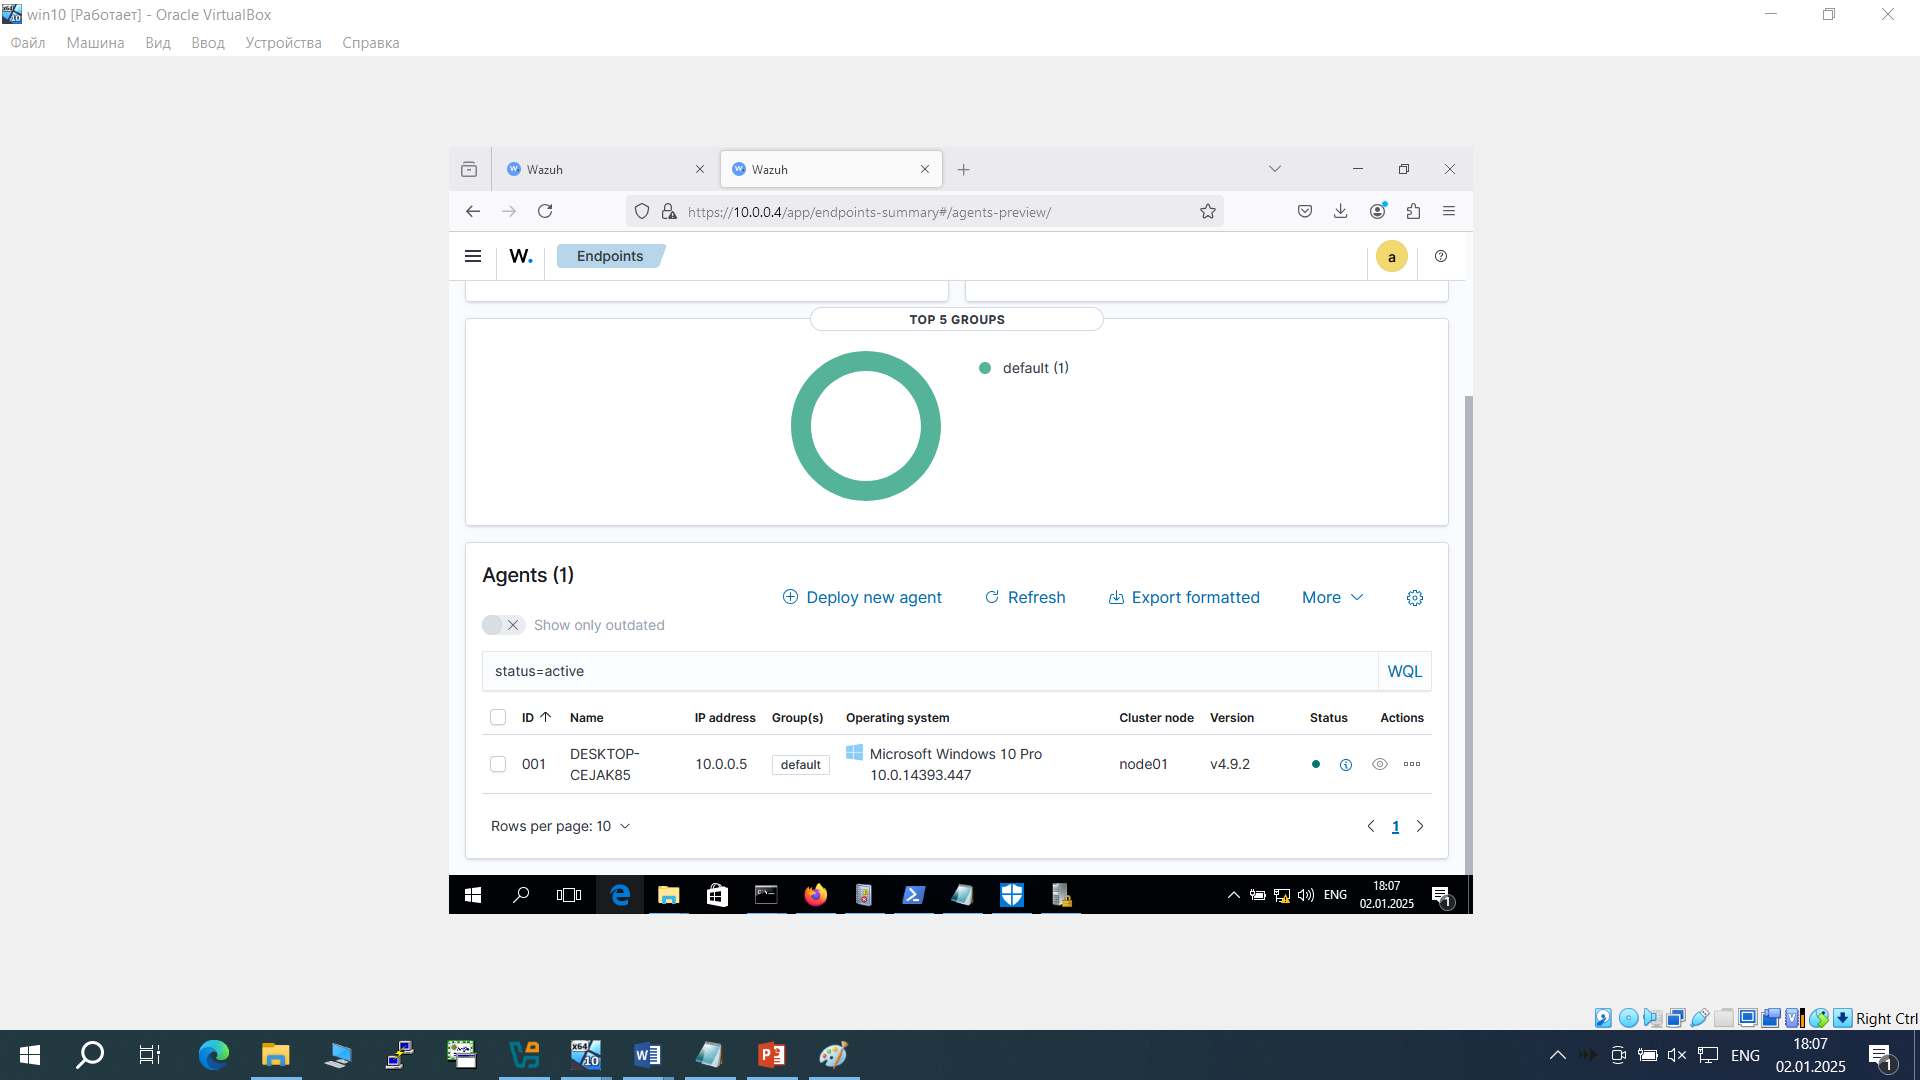 win10 [Работает] - Oracle VirtualBox
Файл Машина Вид Ввод Устройства Справка
Wazuh Wazuh
https://10.0.0.4/app/endpoints-summary#/agents-preview/
W. Endpoints a
TOP 5 GROUPS
default (1)
Agents (1)
Deploy new agent Refresh Export formatted More
Show only outdated
status=active WQL
ID Name IP address Group(s) Operating system Cluster node Version Status Actions
001 DESKTOP-CEJAK85 10.0.0.5 default Microsoft Windows 10 Pro 10.0.14393.447 node01 v4.9.2
Rows per page: 10 1
ENG 18:07
02.01.2025 1
Right Ctrl
ENG 18:07
02.01.2025 1